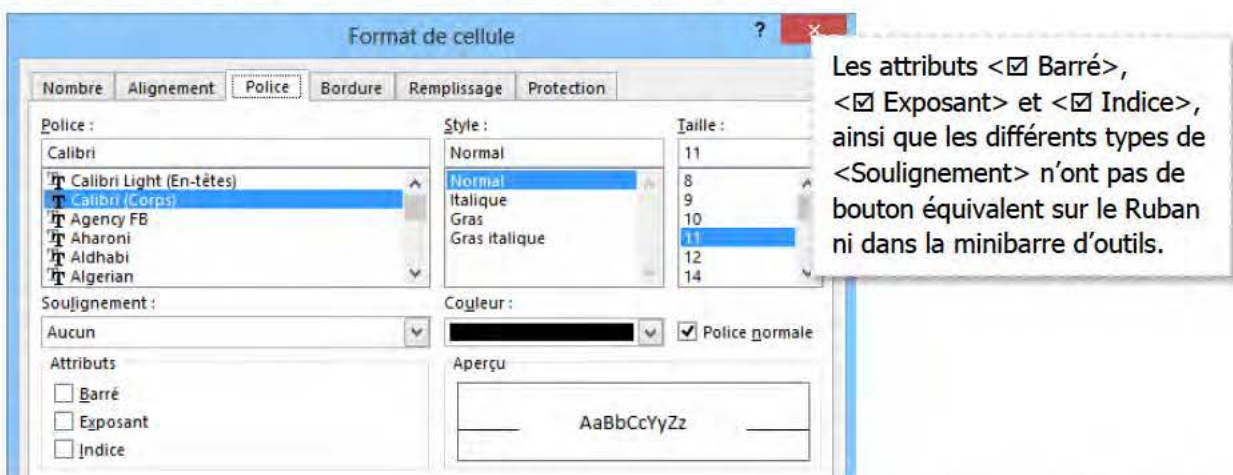 Format de cellule
?
×
Nombre Alignement Police Bordure Remplissage Protection
Police :
Style :
Taille :
Calibri
Normal
11
Calibri Light (En-têtes)
Calibri (Corps)
Agency FB
Aharoni
Aldhabi
Algerian
Normal
Italique
Gras
Gras italique
8
9
10
11
12
14
Soulignement :
Couleur :
Aucun
Police normale
Attributs
Barré
Exposant
Indice
Aperçu
AaBbCcYyZz
Les attributs <☑ Barré>,
<☑ Exposant> et <☑ Indice>,
ainsi que les différents types de
<Soulignement> n'ont pas de
bouton équivalent sur le Ruban
ni dans la minibarre d'outils.